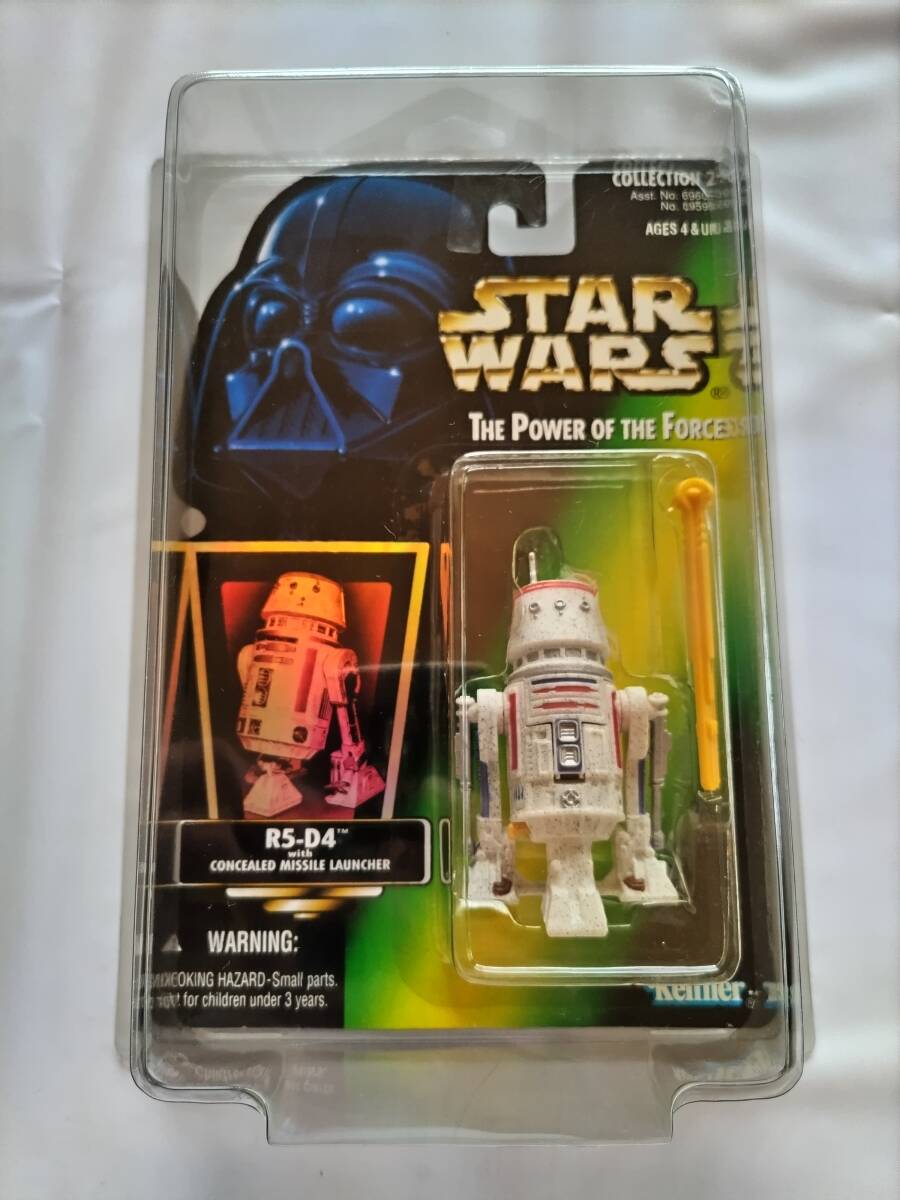 COLLECTION 2
Asst. No.
No.
AGES 4 & UP
STAR
WARS
®
THE POWER OF THE FORCE
R5-D4™
with
CONCEALED MISSILE LAUNCHER
WARNING:
CHOKING HAZARD-Small parts.
for children under 3 years.
Kenner